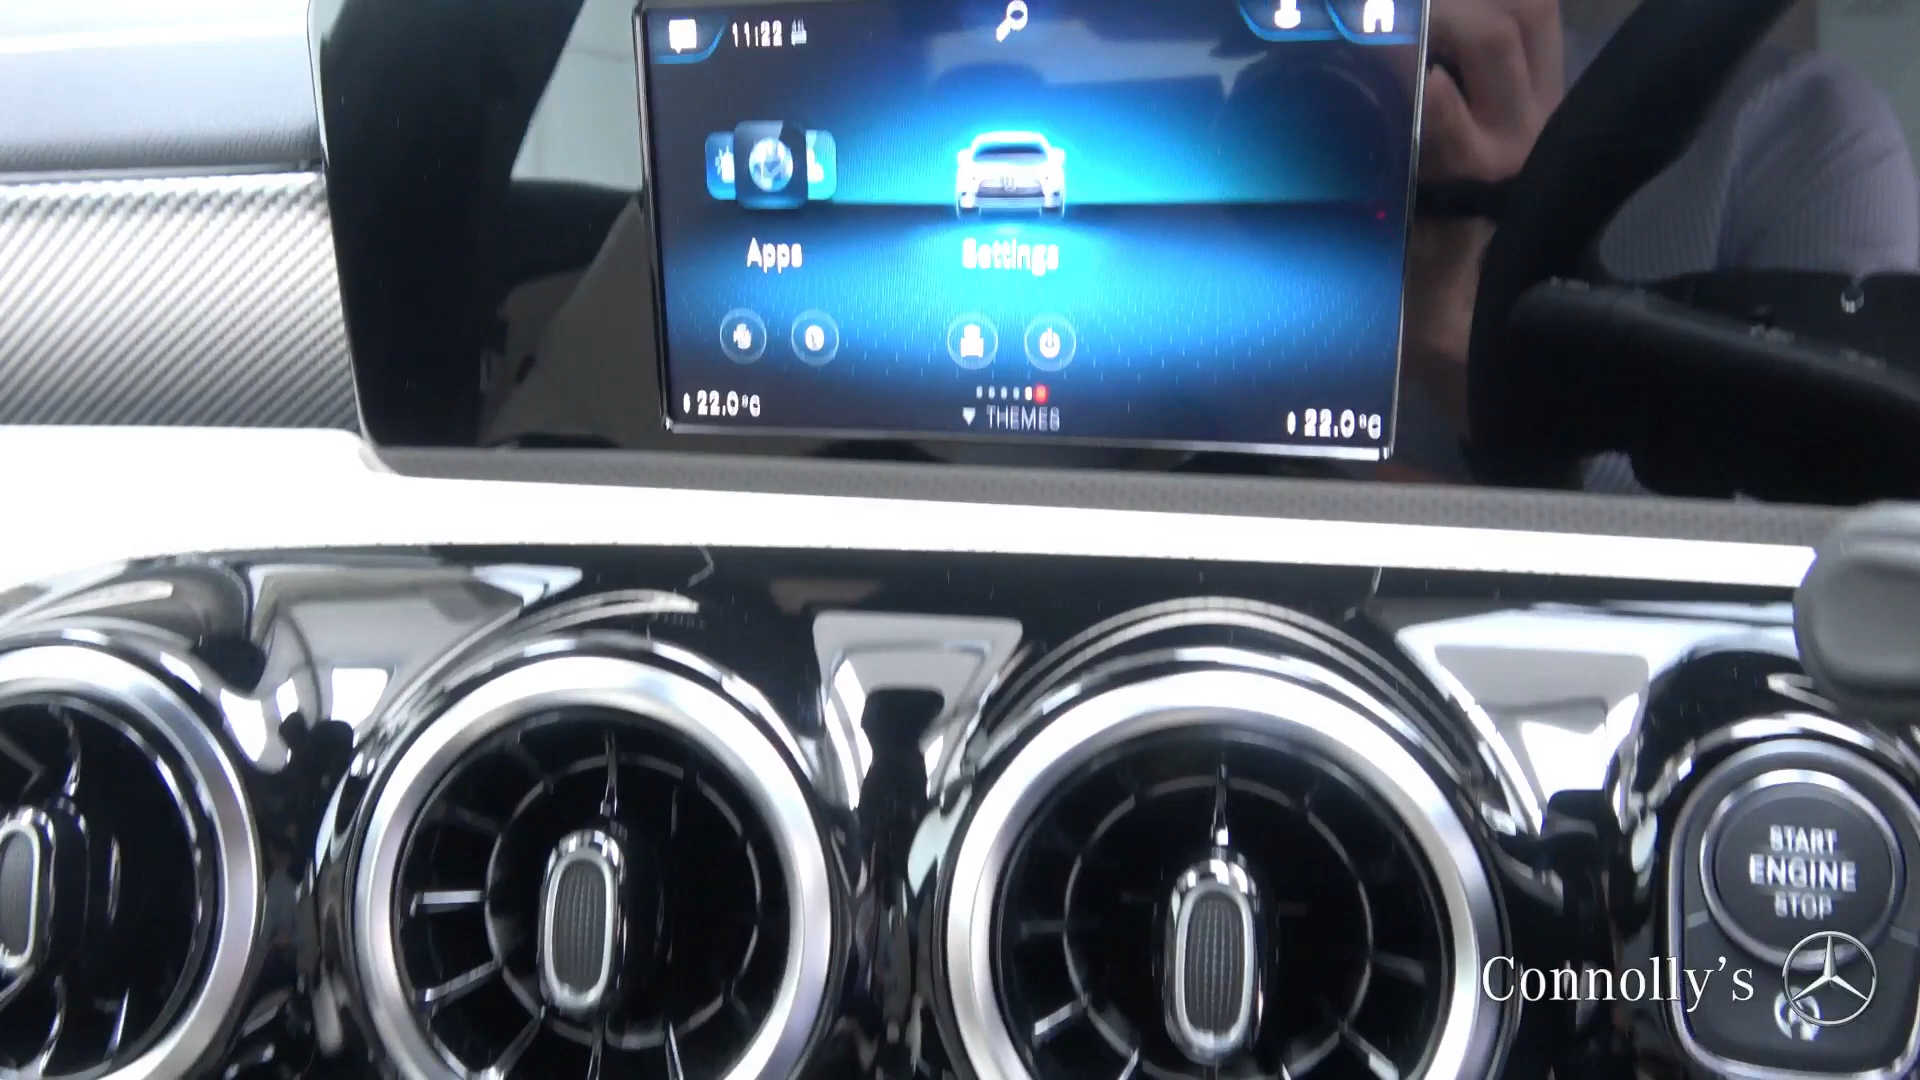 11:22
Apps
Settings
22.0°C
THEMES
22.0°C
START
ENGINE
STOP
Connolly's